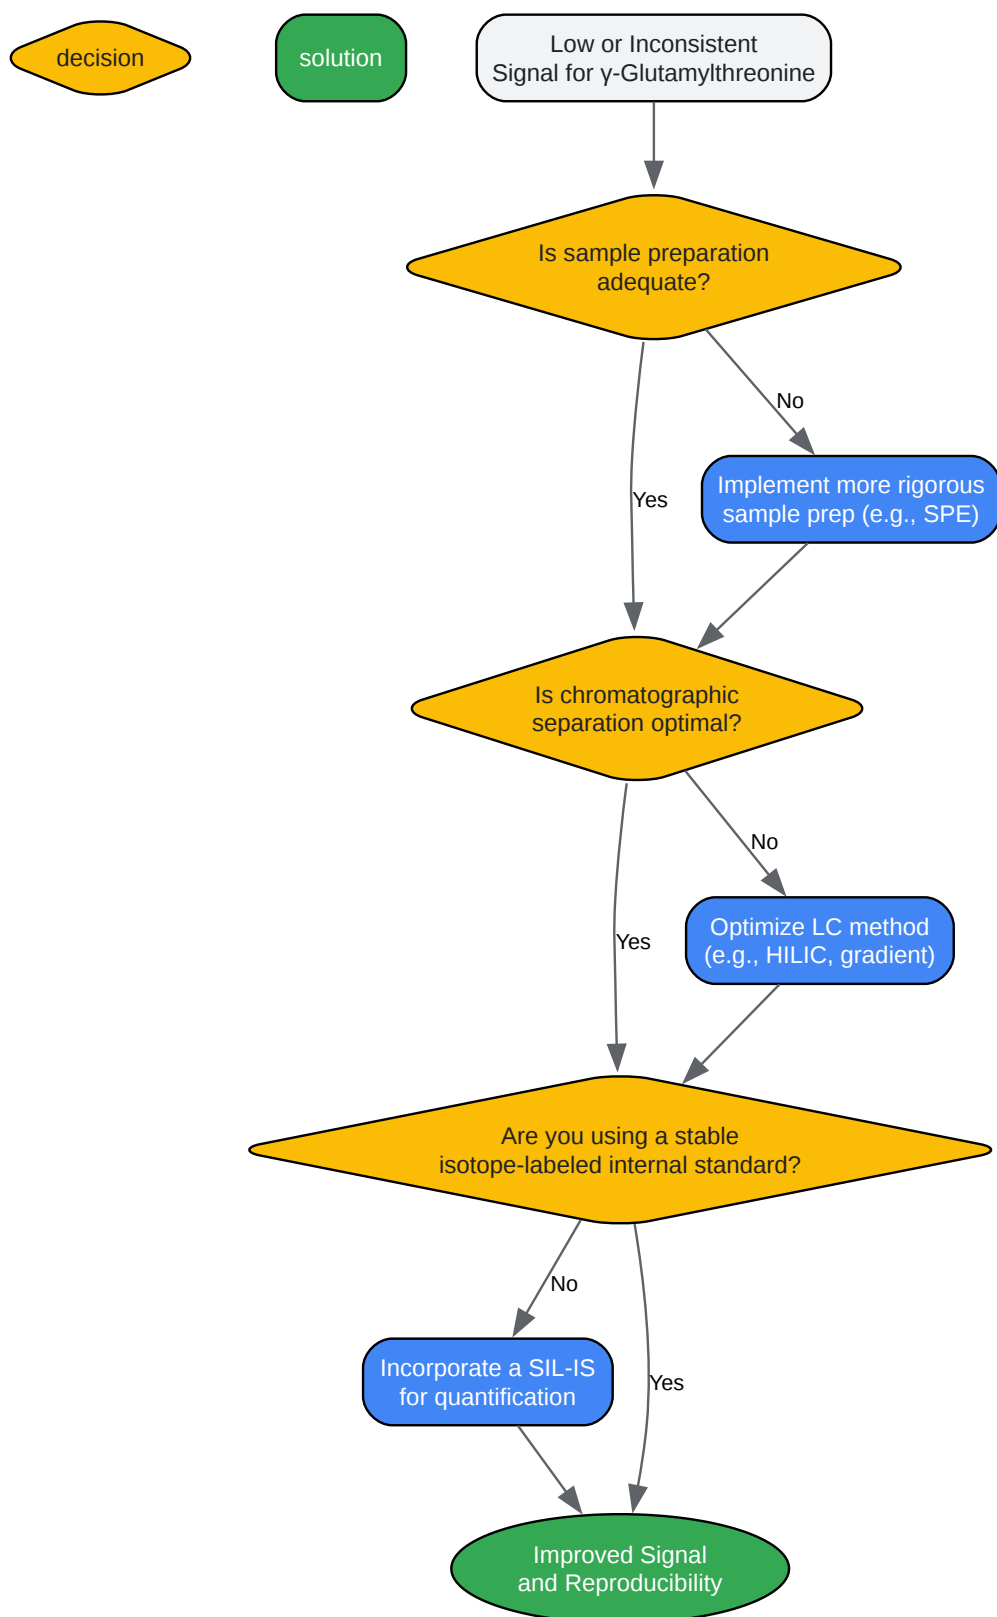 decision
solution
Low or Inconsistent
Signal for γ-Glutamylthreonine
Is sample preparation
adequate?
No
Yes
Implement more rigorous
sample prep (e.g., SPE)
Is chromatographic
separation optimal?
No
Yes
Optimize LC method
(e.g., HILIC, gradient)
Are you using a stable
isotope-labeled internal standard?
No
Yes
Incorporate a SIL-IS
for quantification
Improved Signal
and Reproducibility